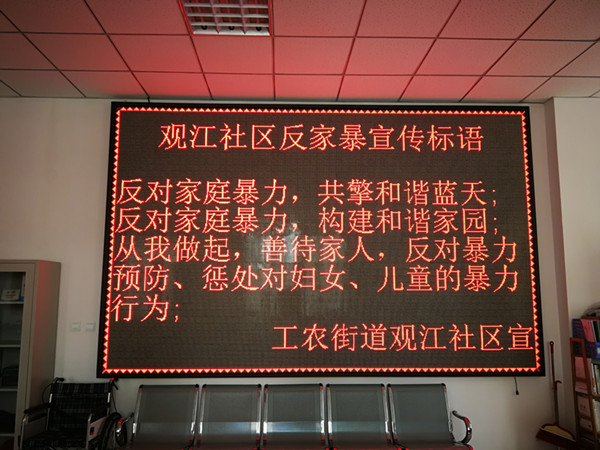 观江社区反家暴宣传标语
反对家庭暴力，共擎和谐蓝天;
反对家庭暴力，构建和谐家园;
从我做起，善待家人，反对暴力
预防、惩处对妇女、儿童的暴力
行为;
工农街道观江社区宣